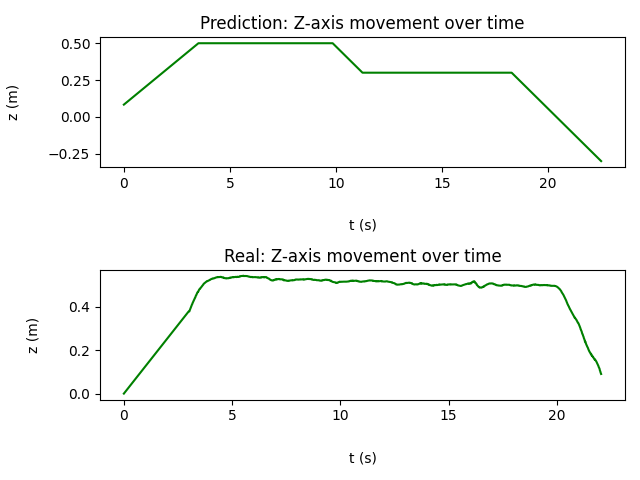 Prediction: Z-axis movement over time
0.50
0.25
0.00
−0.25
z (m)
0 5 10 15 20
t (s)
Real: Z-axis movement over time
0.4
0.2
0.0
z (m)
0 5 10 15 20
t (s)